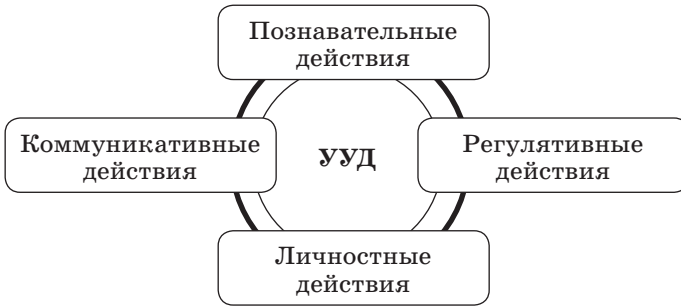 Познавательные
действия
Коммуникативные
действия
УУД
Регулятивные
действия
Личностные
действия